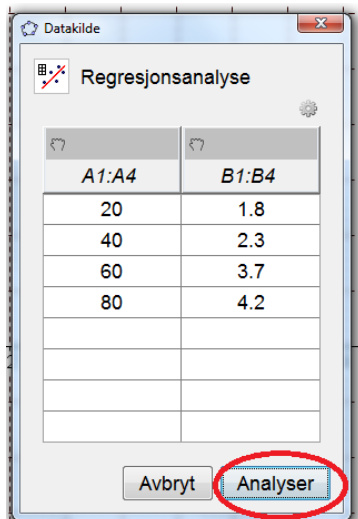 Datakilde
Regresjonsanalyse
A1:A4 B1:B4
20 1.8
40 2.3
60 3.7
80 4.2
Avbryt Analyser